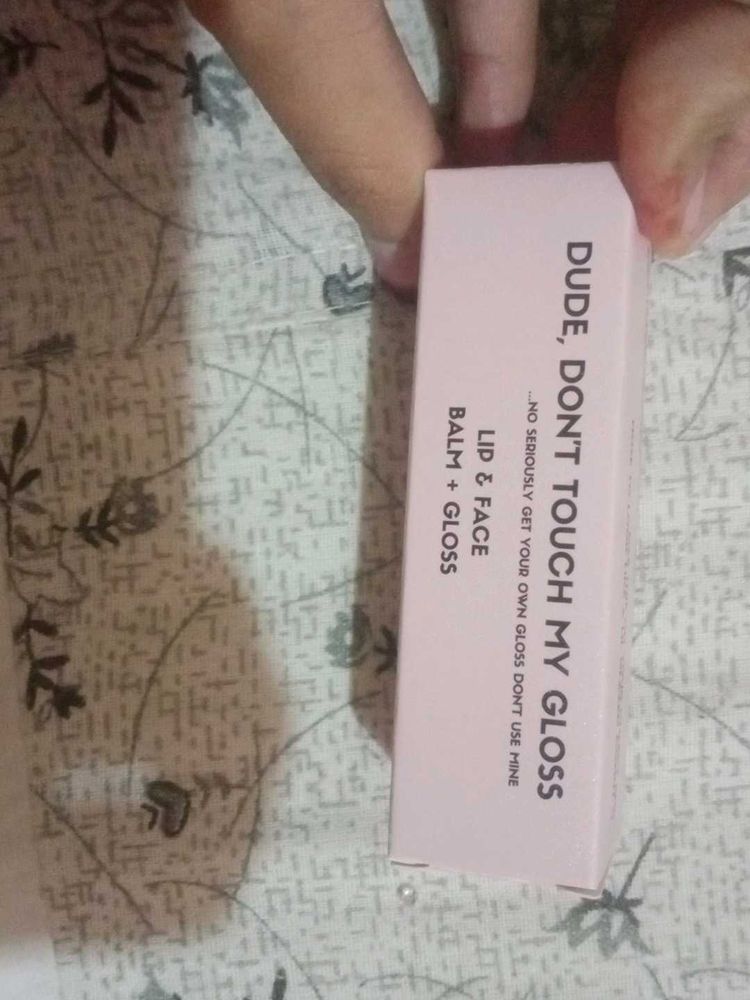 DUDE, DON'T TOUCH MY GLOSS
...NO SERIOUSLY GET YOUR OWN GLOSS DON'T USE MINE
LIP & FACE
BALM + GLOSS